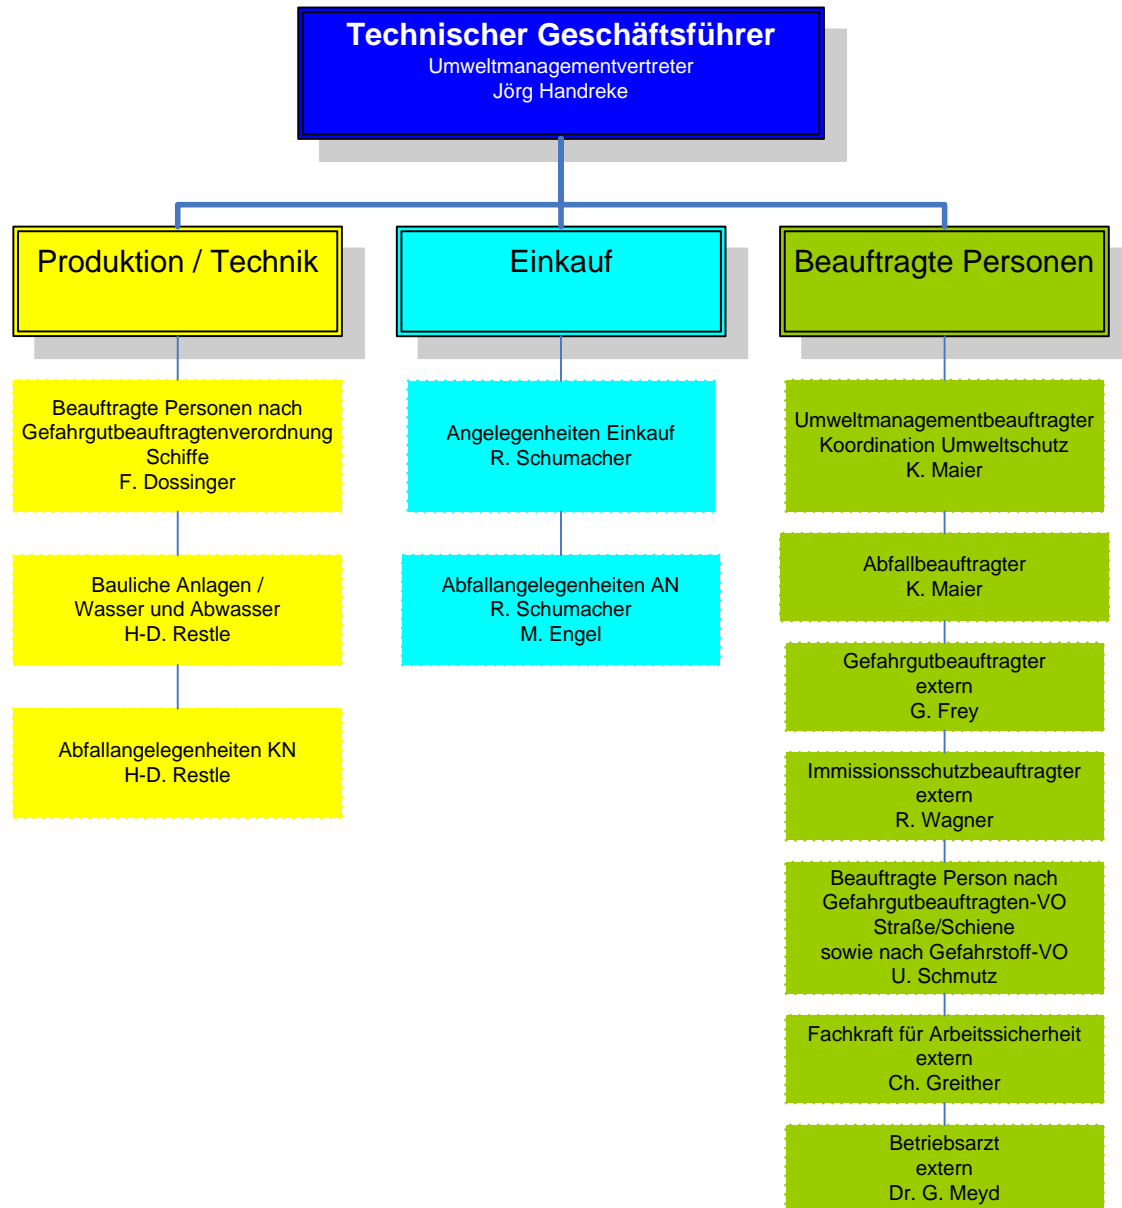 Technischer Geschäftsführer
Umweltmanagementvertreter
Jörg Handreke
Produktion / Technik
Beauftragte Personen nach
Gefahrgutbeauftragtenverordnung
Schiffe
F. Dossinger
Bauliche Anlagen /
Wasser und Abwasser
H-D. Restle
Abfallangelegenheiten KN
H-D. Restle
Einkauf
Angelegenheiten Einkauf
R. Schumacher
Abfallangelegenheiten AN
R. Schumacher
M. Engel
Beauftragte Personen
Umweltmanagementbeauftragter
Koordination Umweltschutz
K. Maier
Abfallbeauftragter
K. Maier
Gefahrgutbeauftragter
extern
G. Frey
Immissionsschutzbeauftragter
extern
R. Wagner
Beauftragte Person nach
Gefahrgutbeauftragten-VO
Straße/Schiene
sowie nach Gefahrstoff-VO
U. Schmutz
Fachkraft für Arbeitssicherheit
extern
Ch. Greither
Betriebsarzt
extern
Dr. G. Meyd